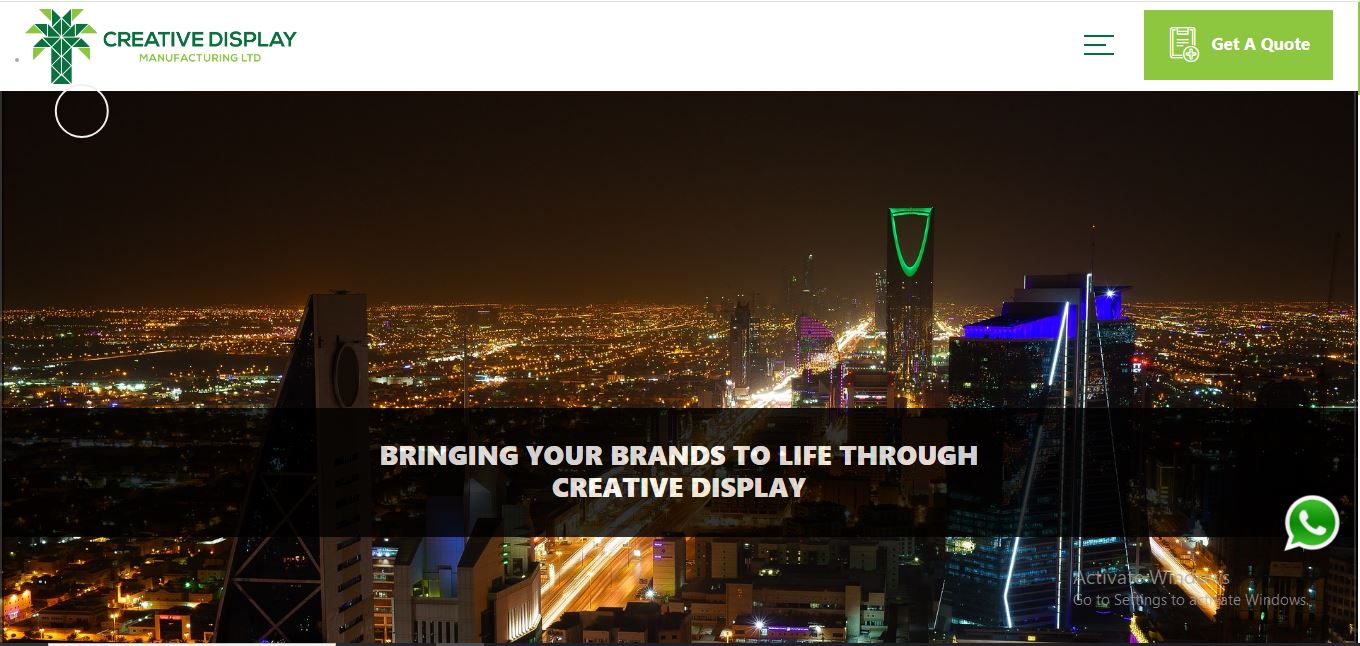 CREATIVE DISPLAY
MANUFACTURING LTD
Get A Quote
BRINGING YOUR BRANDS TO LIFE THROUGH
CREATIVE DISPLAY
Activate Windows
Go to Settings to activate Windows.